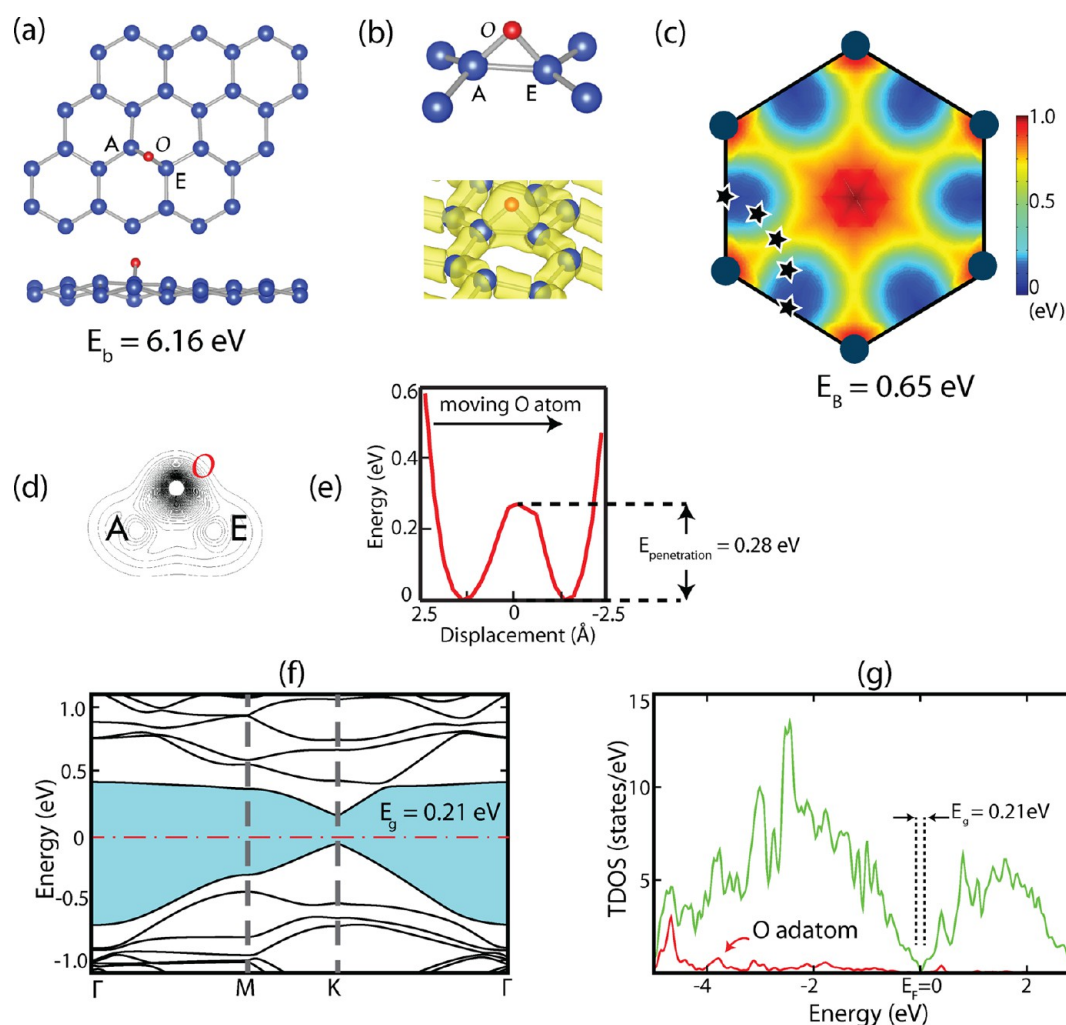 (a)
A O
E
E_b = 6.16 eV
(b)
O
A E
(c)
1.0
0.5
0
(eV)
E_B = 0.65 eV
(d)
O
A E
(e)
0.6
0.4
0.2
0
Energy (eV)
moving O atom
E_penetration = 0.28 eV
2.5 0 -2.5
Displacement (Å)
(f)
1.0
0.5
0
-0.5
-1.0
Energy (eV)
E_g = 0.21 eV
Γ M K Γ
(g)
15
10
5
TDOS (states/eV)
E_g = 0.21eV
O adatom
-4 -2 E_F=0 2
Energy (eV)